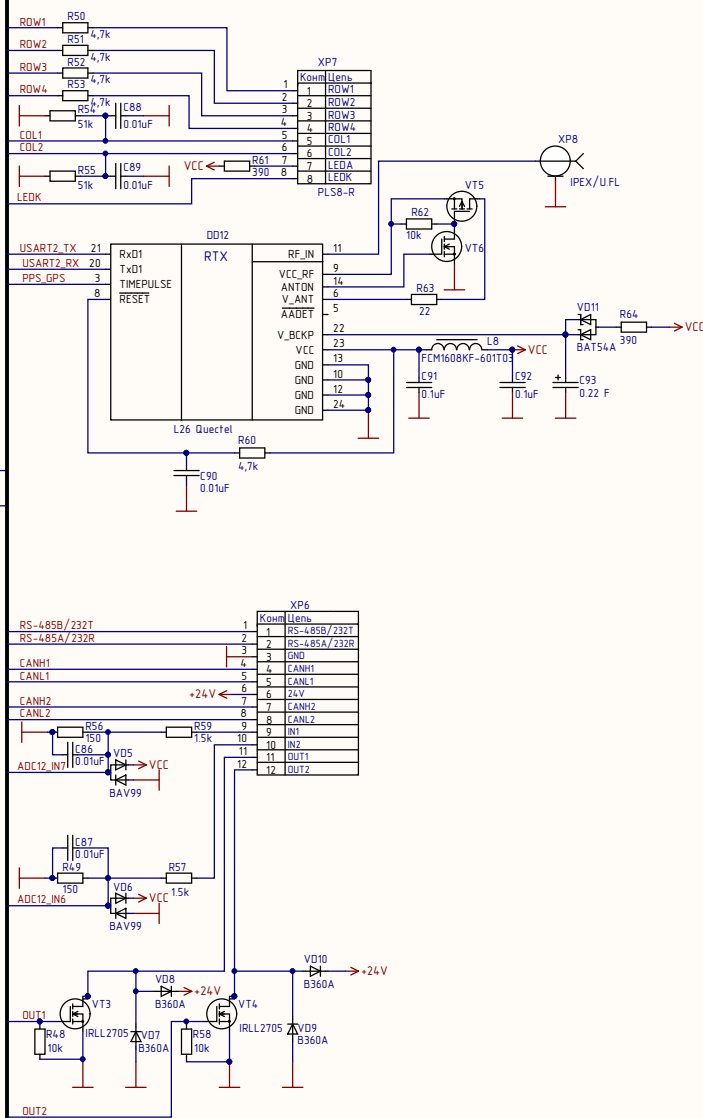 ROW1
R50
4,7k
ROW2
R51
4,7k
ROW3
R52
4,7k
ROW4
R53
4,7k
R54
51k
C88
0.01uF
COL1
COL2
R55
51k
C89
0.01uF
LEDK
XP7
Конт Цепь
1 1 ROW1
2 2 ROW2
3 3 ROW3
4 4 ROW4
5 5 COL1
6 6 COL2
7 7 LEDA
8 8 LEDK
PLS8-R
VCC
R61
390
XP8
IPEX/U.FL
VT5
R62
10k
VT6
R63
22
DD12
RTX
USART2_TX 21 RxD1
USART2_RX 20 TxD1
PPS_GPS 3 TIMEPULSE
8 RESET
RF_IN 11
VCC_RF 9
ANTON 14
V_ANT 6
AADET 5
V_BCKP 22
VCC 23
GND 13
GND 10
GND 12
GND 24
L26 Quectel
L8
FCM1608KF-601T03
VCC
VD11
BAT54A
R64
390
VCC
C91
0.1uF
C92
0.1uF
C93
0.22 F
+
R60
4,7k
C90
0.01uF
XP6
Конт Цепь
RS-485B/232T 1 1 RS-485B/232T
RS-485A/232R 2 2 RS-485A/232R
3 3 GND
CANH1 4 4 CANH1
CANL1 5 5 CANL1
+24V 6 6 24V
CANH2 7 7 CANH2
CANL2 8 8 CANL2
9 9 IN1
10 10 IN2
11 11 OUT1
12 12 OUT2
R56
150
R59
1.5k
C86
0.01uF
ADC12_IN7
VD5
VCC
BAV99
C87
0.01uF
R49
150
R57
1.5k
ADC12_IN6
VD6
VCC
BAV99
VD10
+24V
B360A
VD8
+24V
B360A
VT3
VT4
OUT1
R48
10k
IRLL2705
VD7
B360A
R58
10k
IRLL2705
VD9
B360A
OUT2